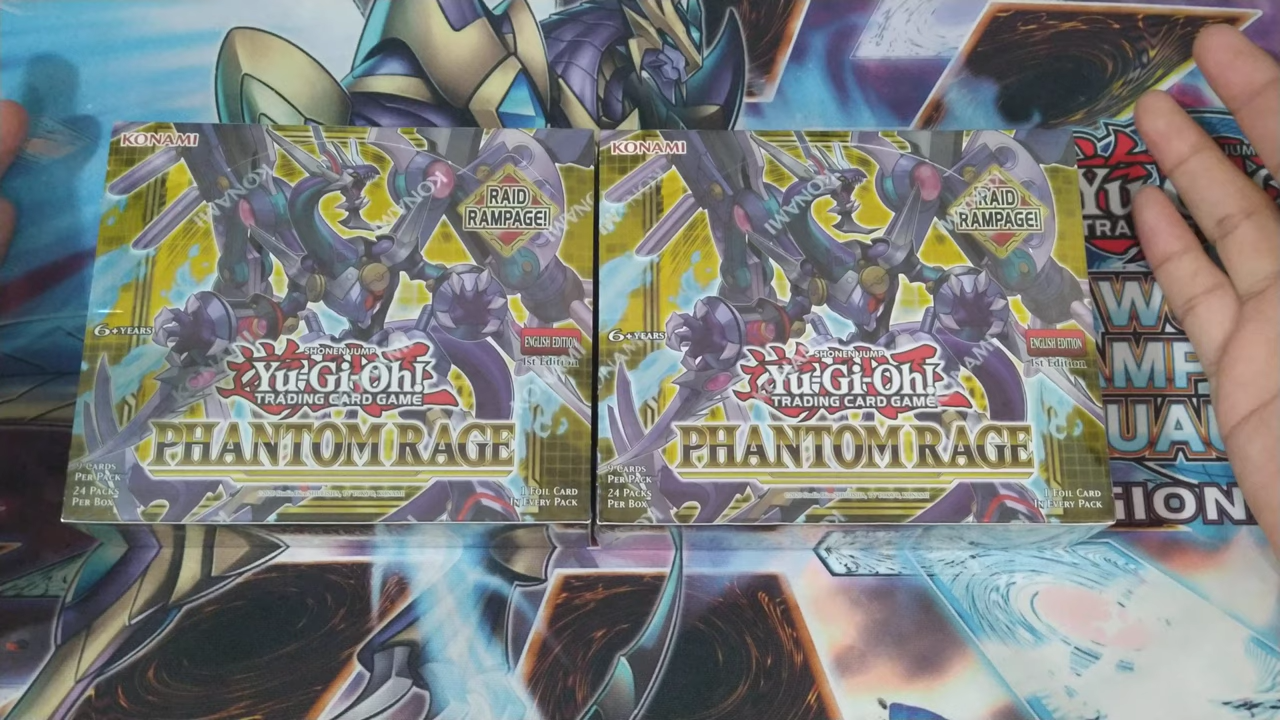 KONAMI
RAID
RAMPAGE!
6+YEARS
ENGLISH EDITION
1st Edition
SHONEN JUMP
Yu-Gi-Oh!
TRADING CARD GAME
PHANTOM RAGE
9 CARDS
PER PACK
24 PACKS
PER BOX
1 FOIL CARD
IN EVERY PACK
KONAMI
RAID
RAMPAGE!
6+YEARS
ENGLISH EDITION
1st Edition
SHONEN JUMP
Yu-Gi-Oh!
TRADING CARD GAME
PHANTOM RAGE
9 CARDS
PER PACK
24 PACKS
PER BOX
1 FOIL CARD
IN EVERY PACK
JUMP
Yu-G
TRA